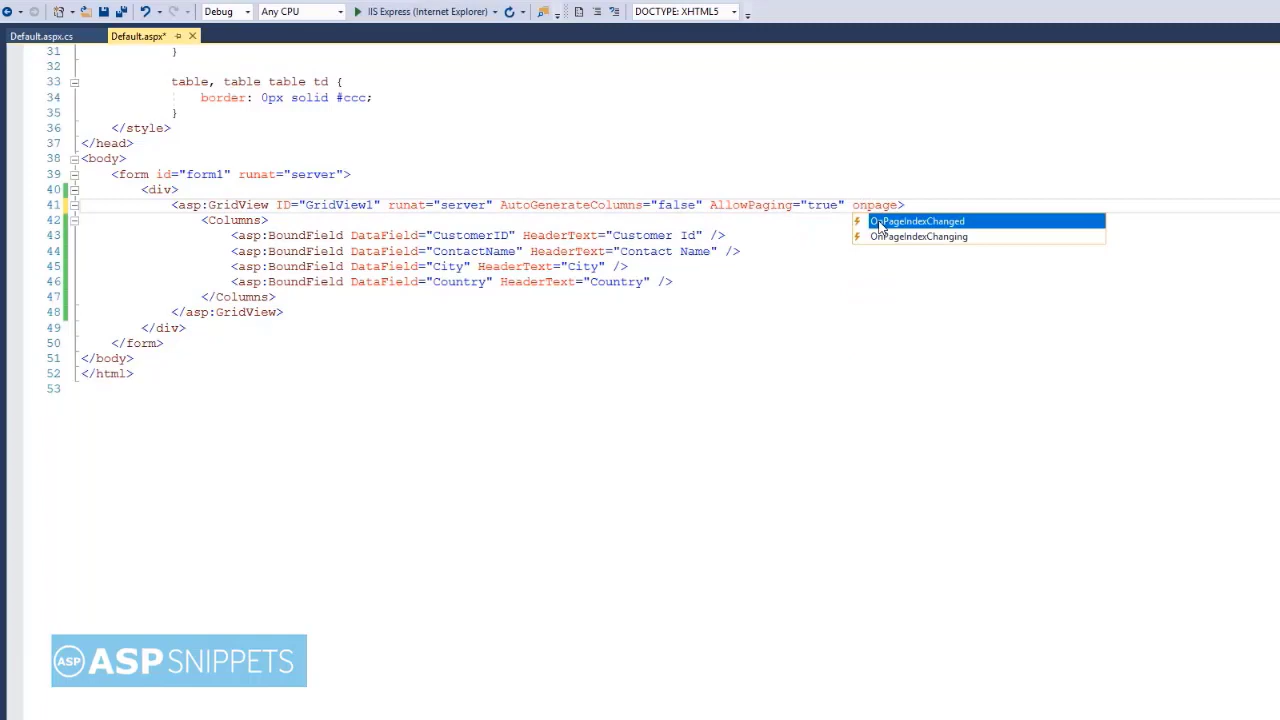 Debug Any CPU IIS Express (Internet Explorer) DOCTYPE: XHTML5
Default.aspx.cs Default.aspx*
31 }
32
33 table, table table td {
34 border: 0px solid #ccc;
35 }
36 </style>
37 </head>
38 <body>
39 <form id="form1" runat="server">
40 <div>
41 <asp:GridView ID="GridView1" runat="server" AutoGenerateColumns="false" AllowPaging="true" onpage>
OnPageIndexChanged
42 <Columns>
OnPageIndexChanging
43 <asp:BoundField DataField="CustomerID" HeaderText="Customer Id" />
44 <asp:BoundField DataField="ContactName" HeaderText="Contact Name" />
45 <asp:BoundField DataField="City" HeaderText="City" />
46 <asp:BoundField DataField="Country" HeaderText="Country" />
47 </Columns>
48 </asp:GridView>
49 </div>
50 </form>
51 </body>
52 </html>
53
ASP ASP SNIPPETS